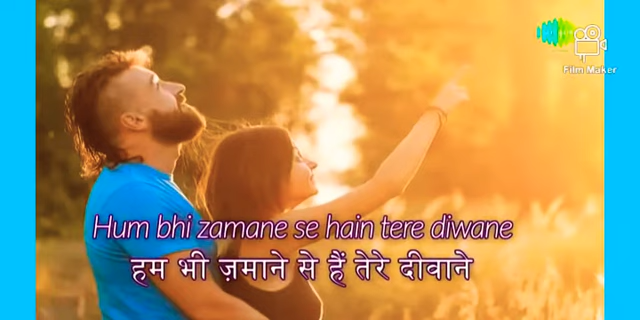 Film Maker
Hum bhi zamane se hain tere diwane
हम भी ज़माने से हैं तेरे दीवाने